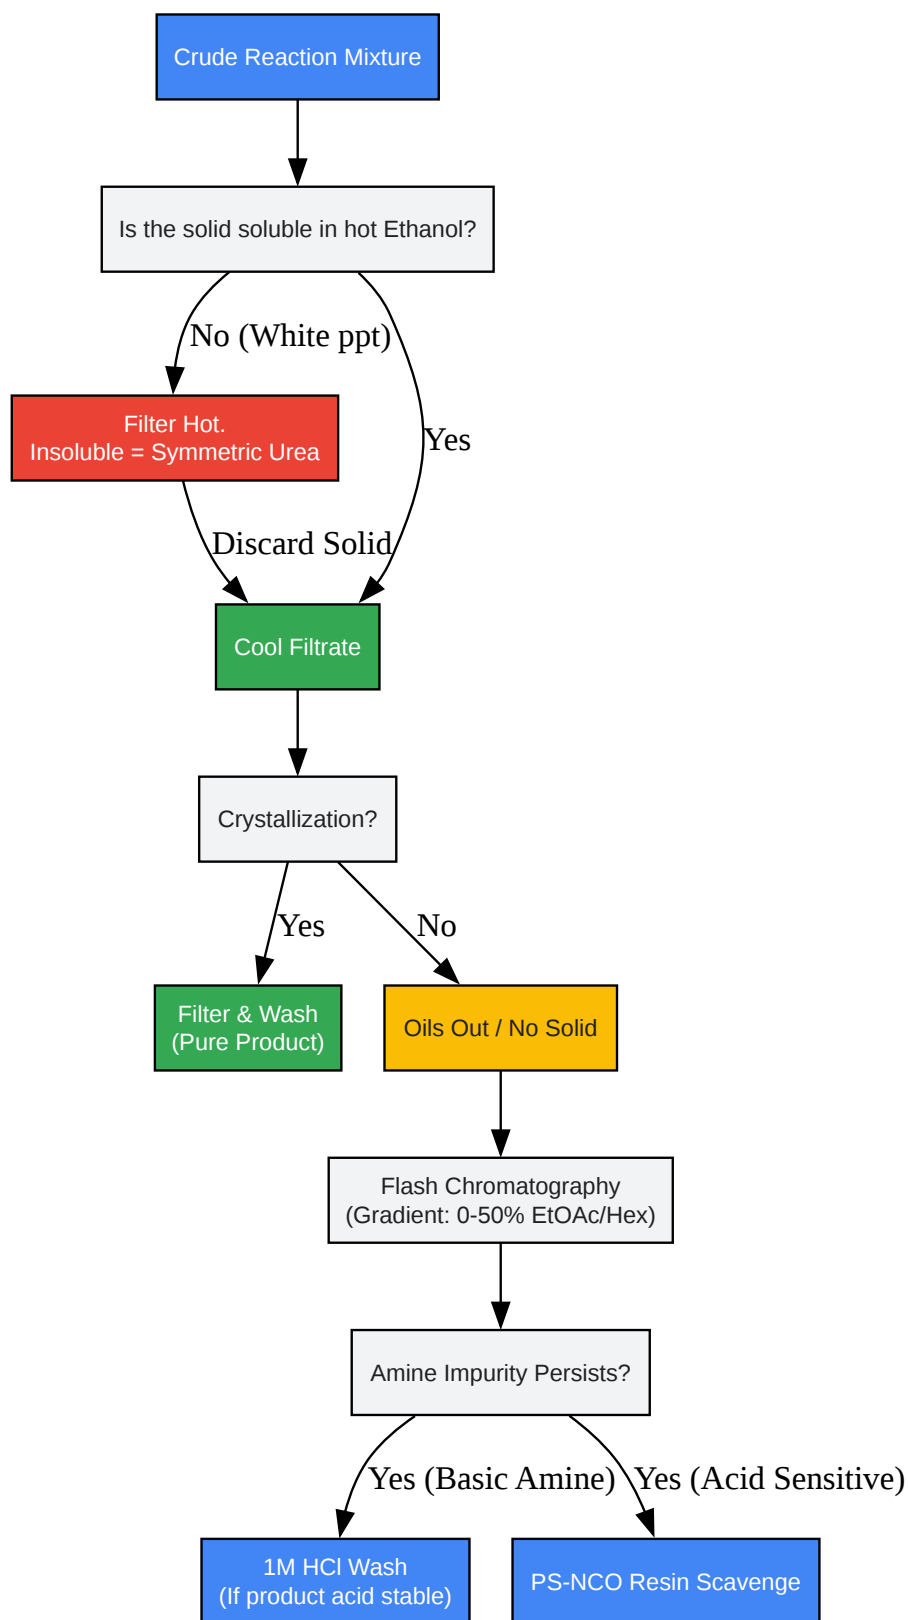 Crude Reaction Mixture
Is the solid soluble in hot Ethanol?
No (White ppt)
Filter Hot.
Insoluble = Symmetric Urea
Yes
Discard Solid
Cool Filtrate
Crystallization?
Yes
No
Filter & Wash
(Pure Product)
Oils Out / No Solid
Flash Chromatography
(Gradient: 0-50% EtOAc/Hex)
Amine Impurity Persists?
Yes (Basic Amine)
Yes (Acid Sensitive)
1M HCl Wash
(If product acid stable)
PS-NCO Resin Scavenge